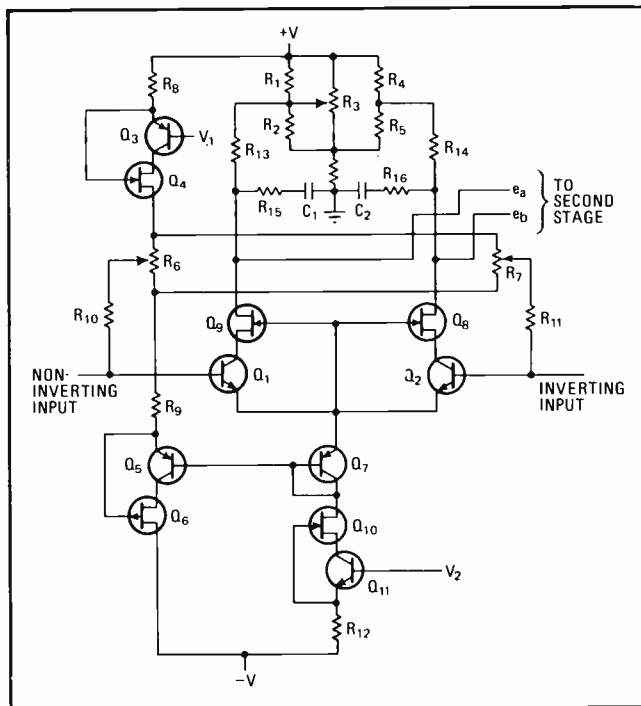 +V
R8
R1
R4
R3
Q3
V1
R2
R5
R13
R14
Q4
R15
C1
C2
R16
ea
eb
TO
SECOND
STAGE
R6
R7
R10
R11
Q9
Q8
NON-
INVERTING
INPUT
Q1
Q2
INVERTING
INPUT
R9
Q5
Q7
Q6
Q10
Q11
V2
R12
-V